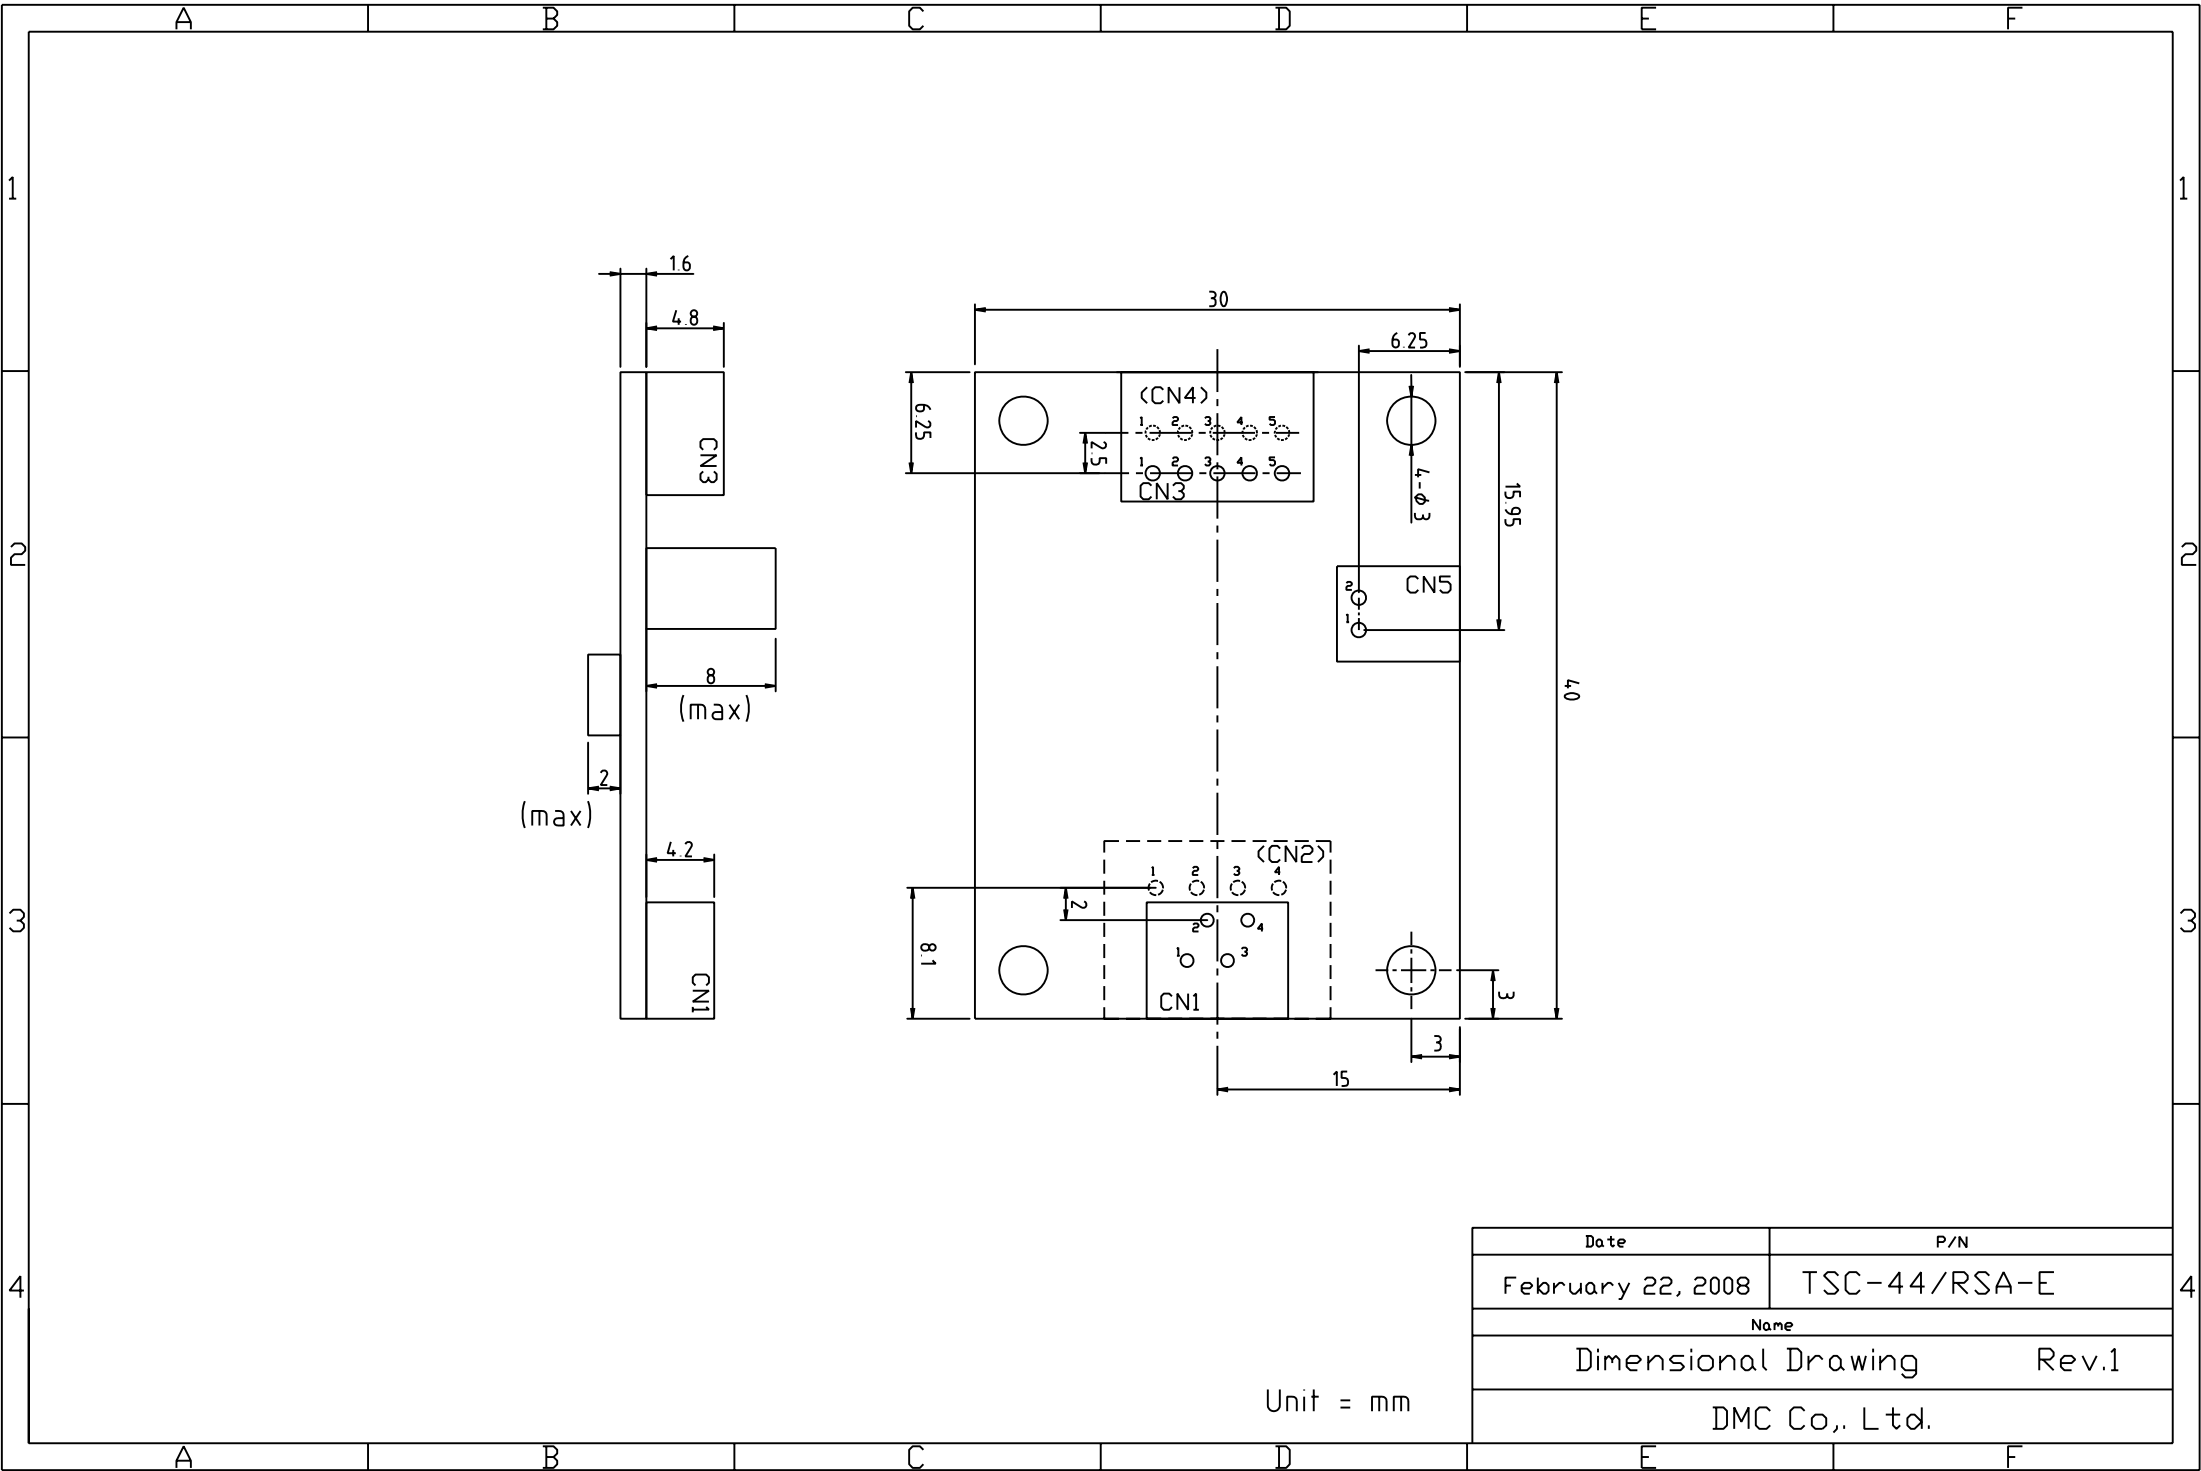 A B C D E F
1 1
1.6
4.8
30
6.25
6.25
(CN4)
1 2 3 4 5
2.5
1 2 3 4 5
CN3
CN3
4-ø3
15.95
2 2
CN5
2
1
8
(max)
40
2
(max)
4.2
(CN2)
1 2 3 4
2
2 4
1 3
8.1
3 3
CN1
CN1
3
3
15
Date P/N
February 22, 2008 TSC-44/RSA-E
4 4
Name
Dimensional Drawing Rev.1
Unit = mm
DMC Co,. Ltd.
A B C D E F